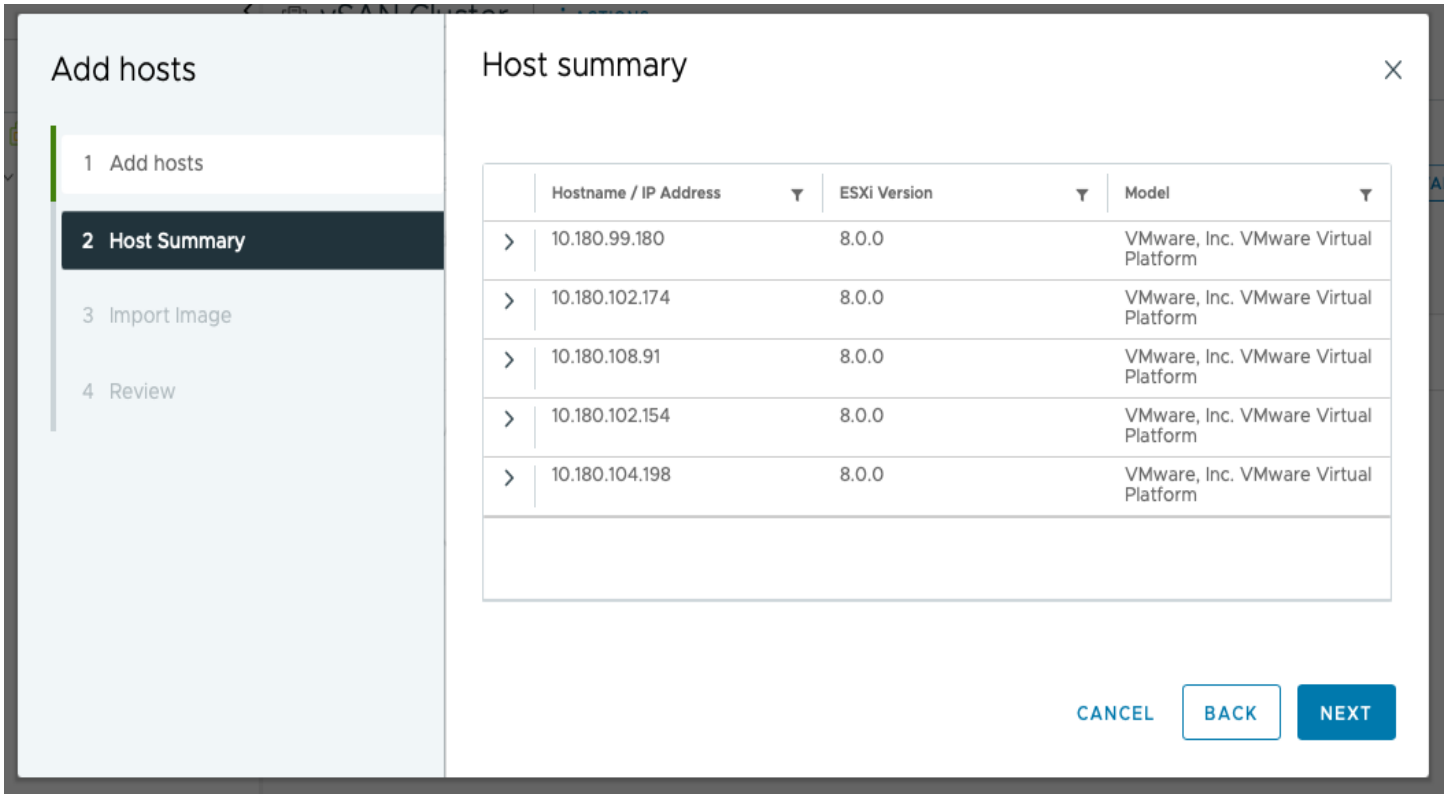 Add hosts
1 Add hosts
2 Host Summary
3 Import Image
4 Review
Host summary
Hostname / IP Address ESXi Version Model
10.180.99.180 8.0.0 VMware, Inc. VMware Virtual
Platform
10.180.102.174 8.0.0 VMware, Inc. VMware Virtual
Platform
10.180.108.91 8.0.0 VMware, Inc. VMware Virtual
Platform
10.180.102.154 8.0.0 VMware, Inc. VMware Virtual
Platform
10.180.104.198 8.0.0 VMware, Inc. VMware Virtual
Platform
CANCEL BACK NEXT